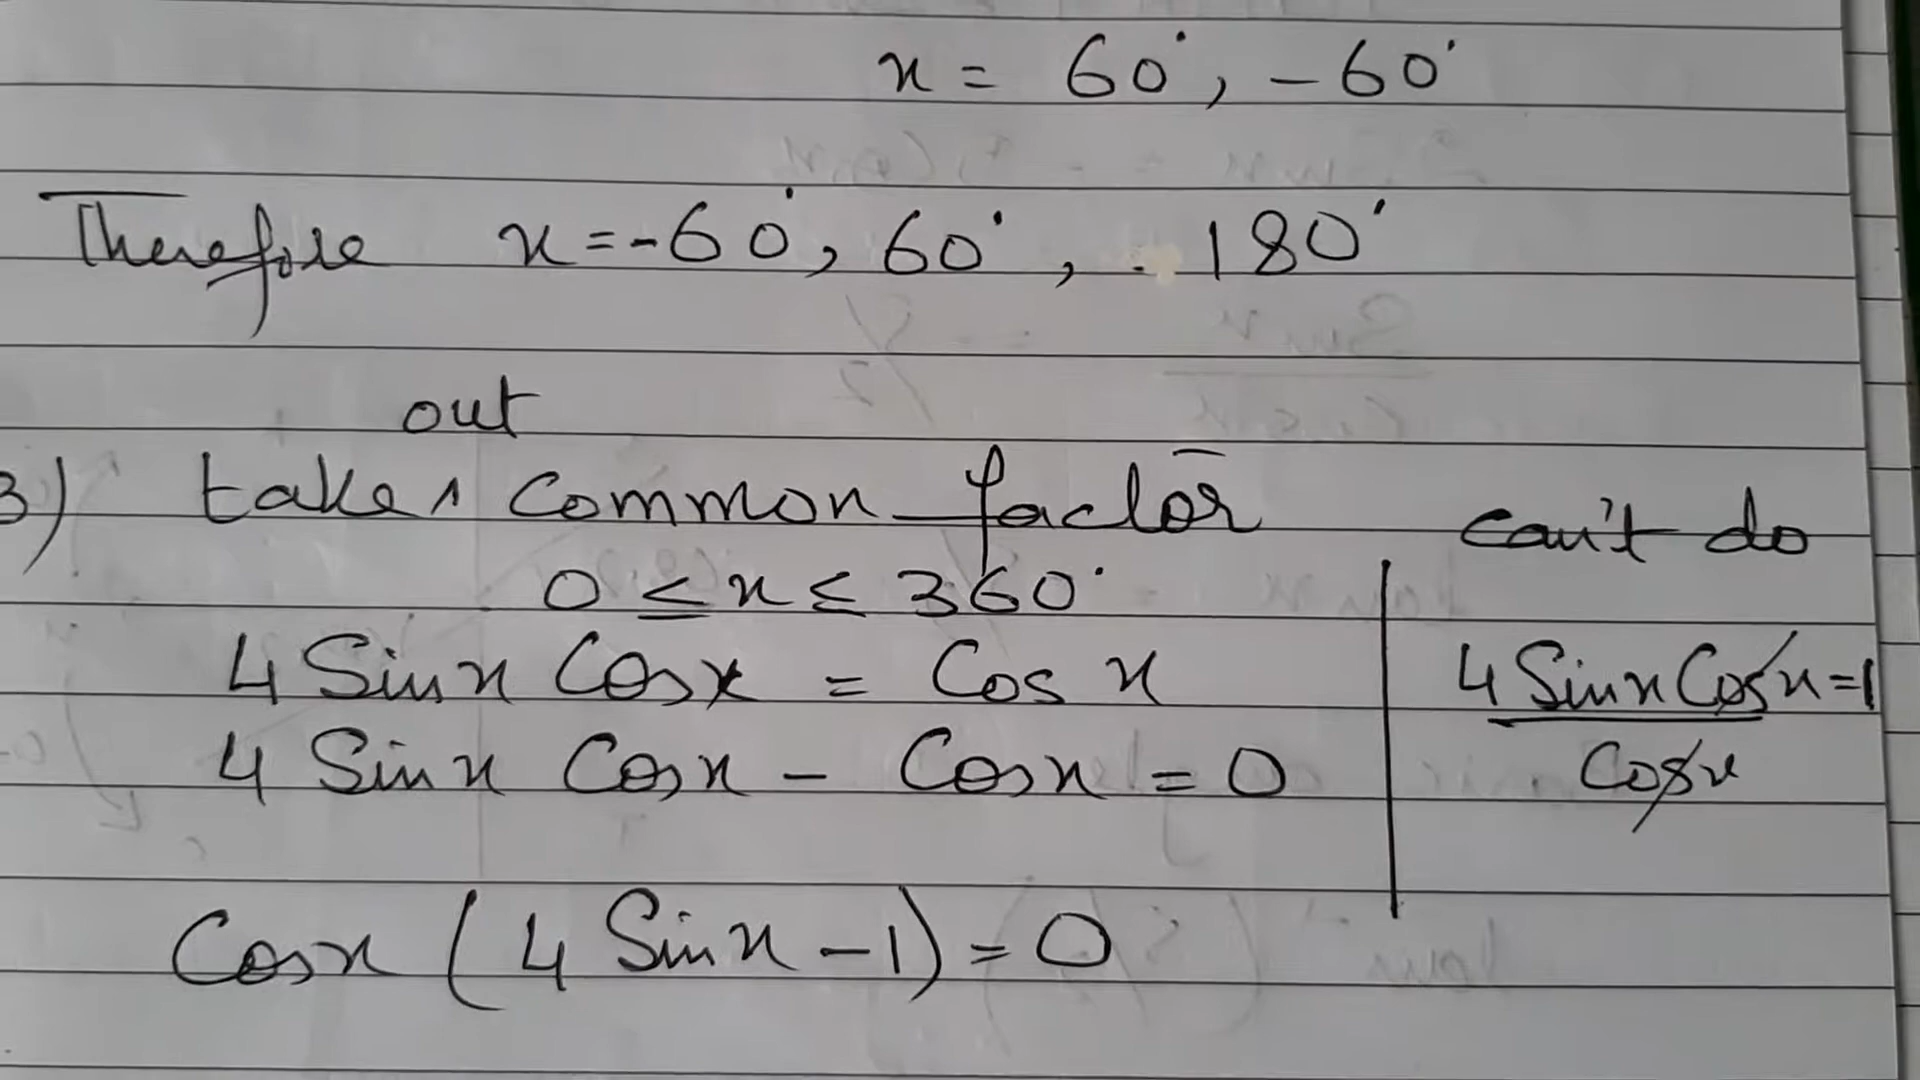 x = 60°, -60°
Therefore x = -60°, 60°, . 180°
out
3) take ∧ common factor
can't do
0 ≤ x ≤ 360°
4 Sin x Cos x = Cos x
4 Sin x Cos x = 1
4 Sin x Cos x - Cos x = 0
Cos x
Cos x (4 Sin x - 1) = 0